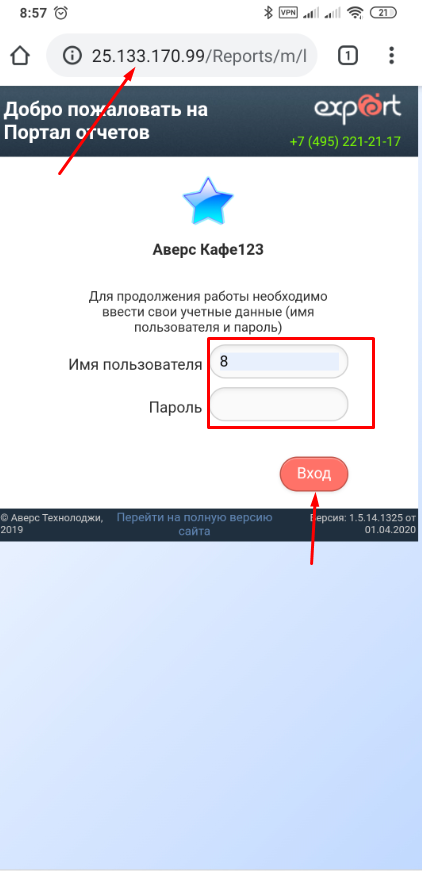 8:57
VPN
21
25.133.170.99/Reports/m/l
1
Добро пожаловать на
Портал отчетов
expert
+7 (495) 221-21-17
Аверс Кафе123
Для продолжения работы необходимо
ввести свои учетные данные (имя
пользователя и пароль)
Имя пользователя
8
Пароль
Вход
© Аверс Технолоджи,
2019
Перейти на полную версию
сайта
Версия: 1.5.14.1325 от
01.04.2020